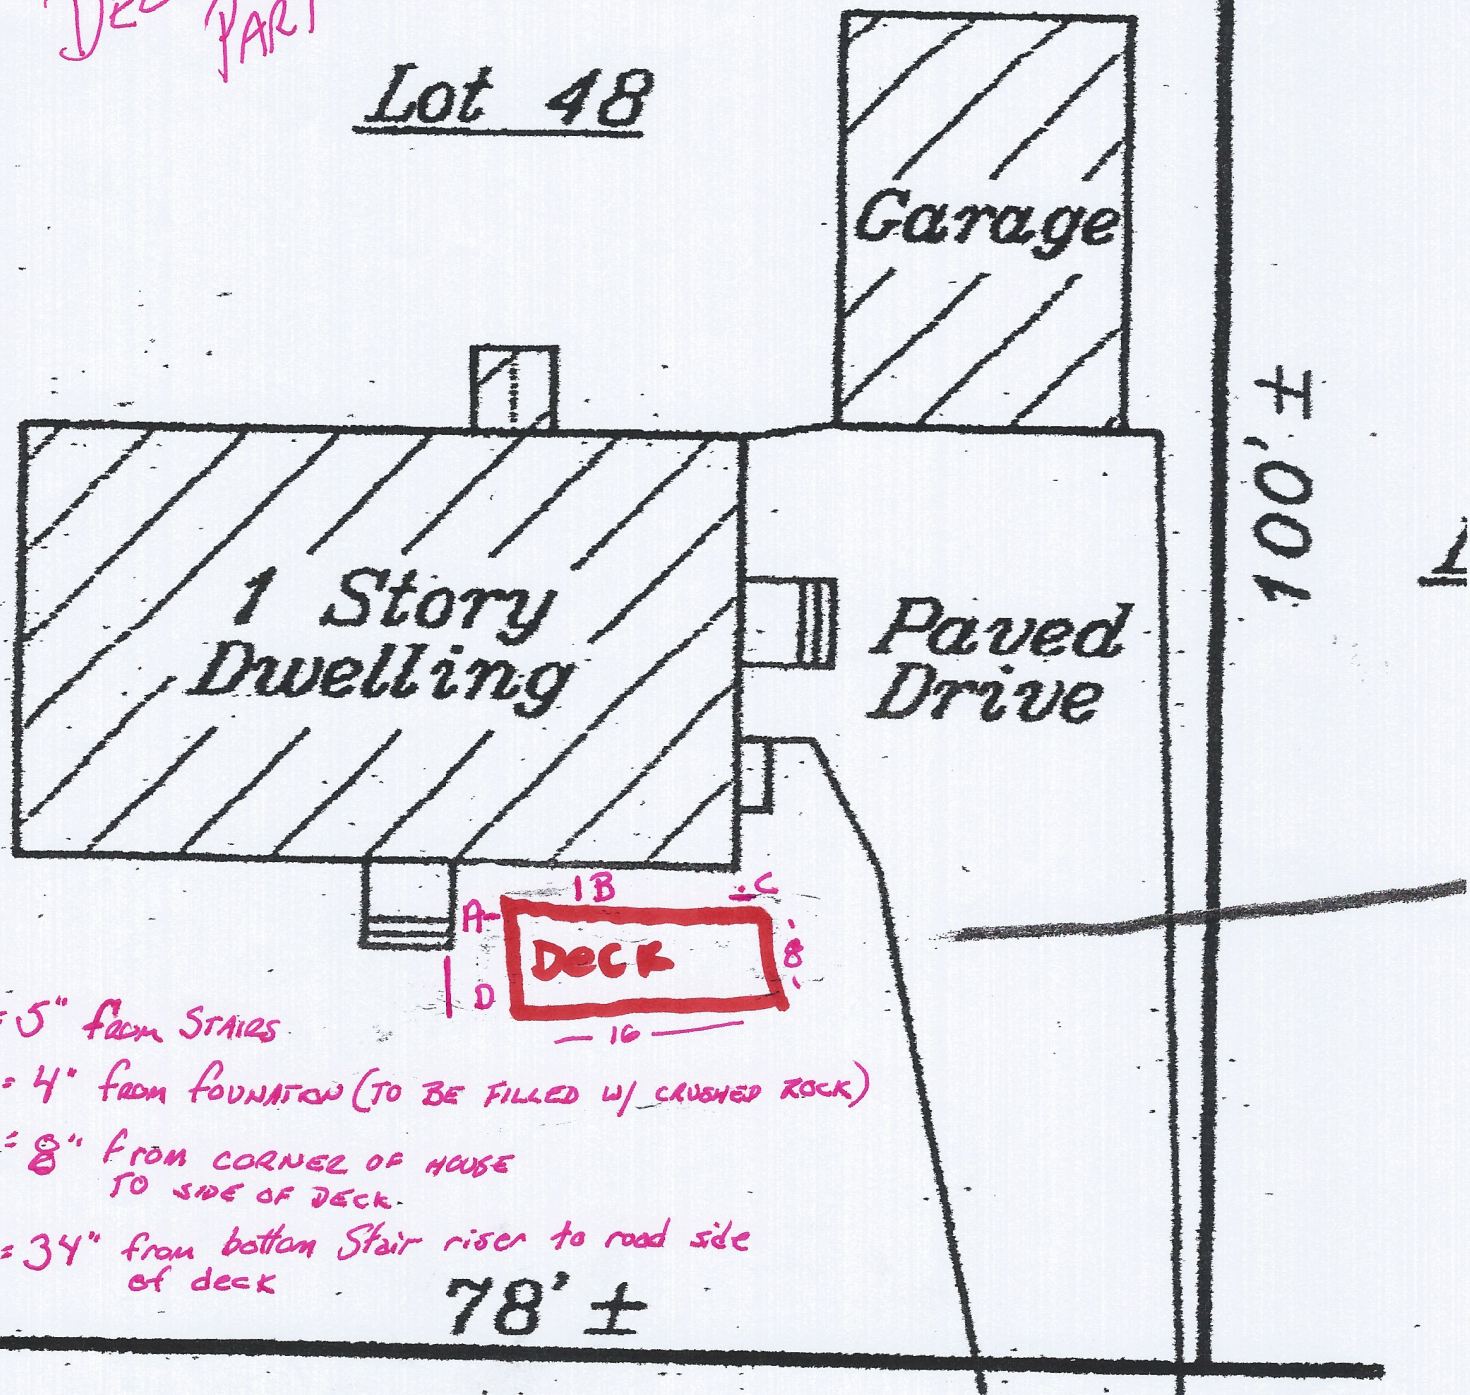 PART
Lot 48
Garage
100' ±
1 Story
Dwelling
Paved
Drive
A-
B
C
Deck
8
D
16
= 5" from STAIRS
= 4" from founation (TO BE FILLED w/ CRUSHED ROCK)
= 8" from CORNER OF HOUSE
TO SIDE OF DECK.
= 34" from bottom Stair riser to road side
of deck
78' ±